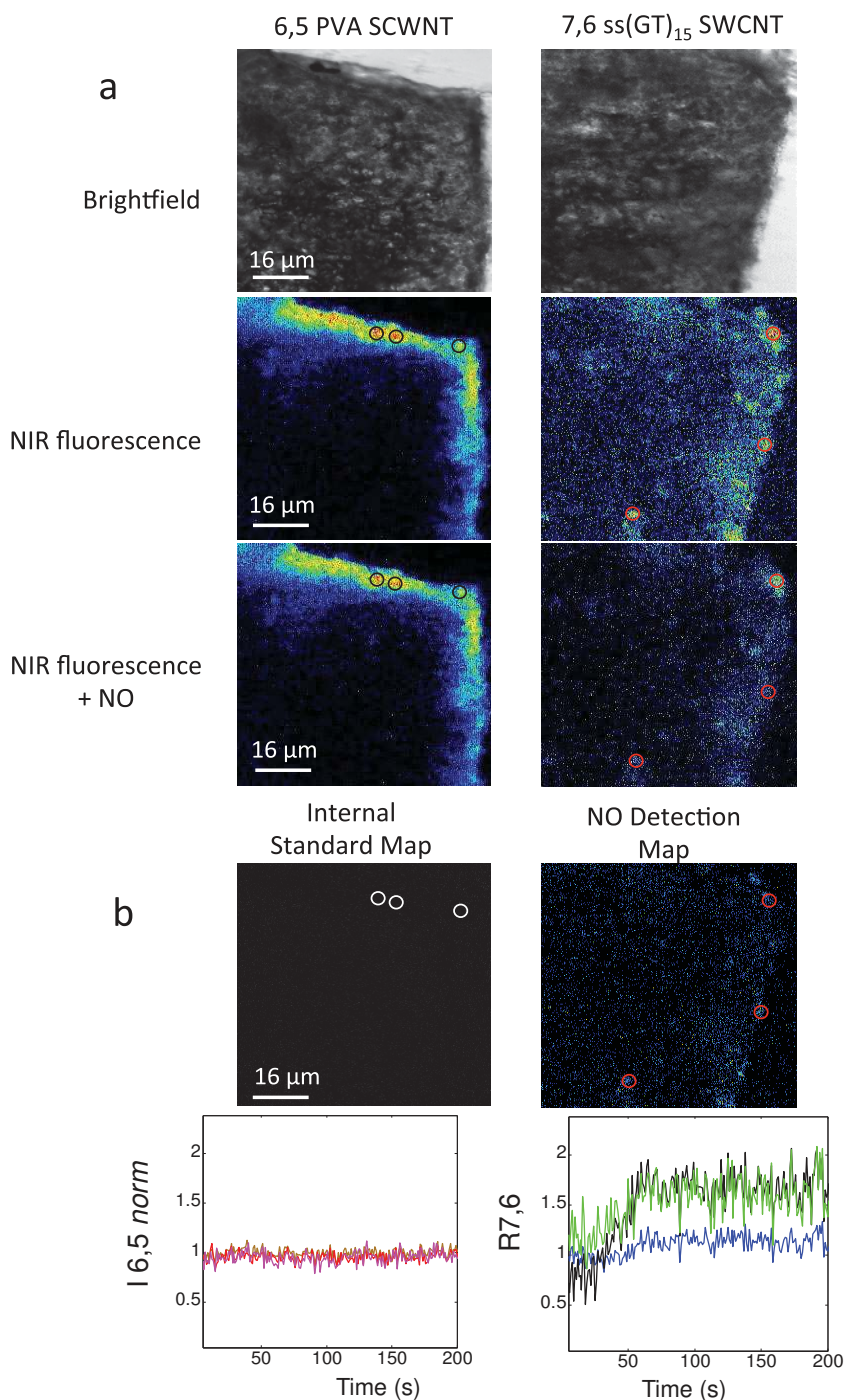 6,5 PVA SCWNT
7,6 ss(GT)15 SWCNT
a
Brightfield
16 μm
NIR fluorescence
16 μm
NIR fluorescence
+ NO
16 μm
Internal
Standard Map
NO Detection
Map
b
16 μm
I 6,5 norm
2
1.5
1
0.5
50
100
150
200
Time (s)
R7,6
2
1.5
1
0.5
50
100
150
200
Time (s)